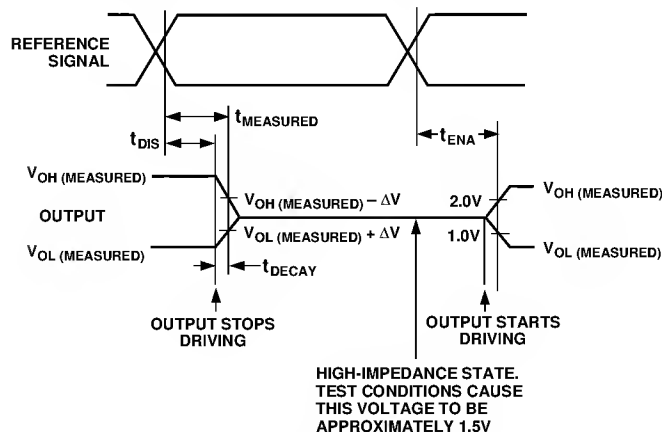 REFERENCE
SIGNAL
tMEASURED
tDIS
tENA
VOH (MEASURED)
VOH (MEASURED) – ΔV
2.0V
VOH (MEASURED)
OUTPUT
VOL (MEASURED) + ΔV
1.0V
VOL (MEASURED)
VOL (MEASURED)
tDECAY
OUTPUT STOPS
DRIVING
OUTPUT STARTS
DRIVING
HIGH-IMPEDANCE STATE.
TEST CONDITIONS CAUSE
THIS VOLTAGE TO BE
APPROXIMATELY 1.5V